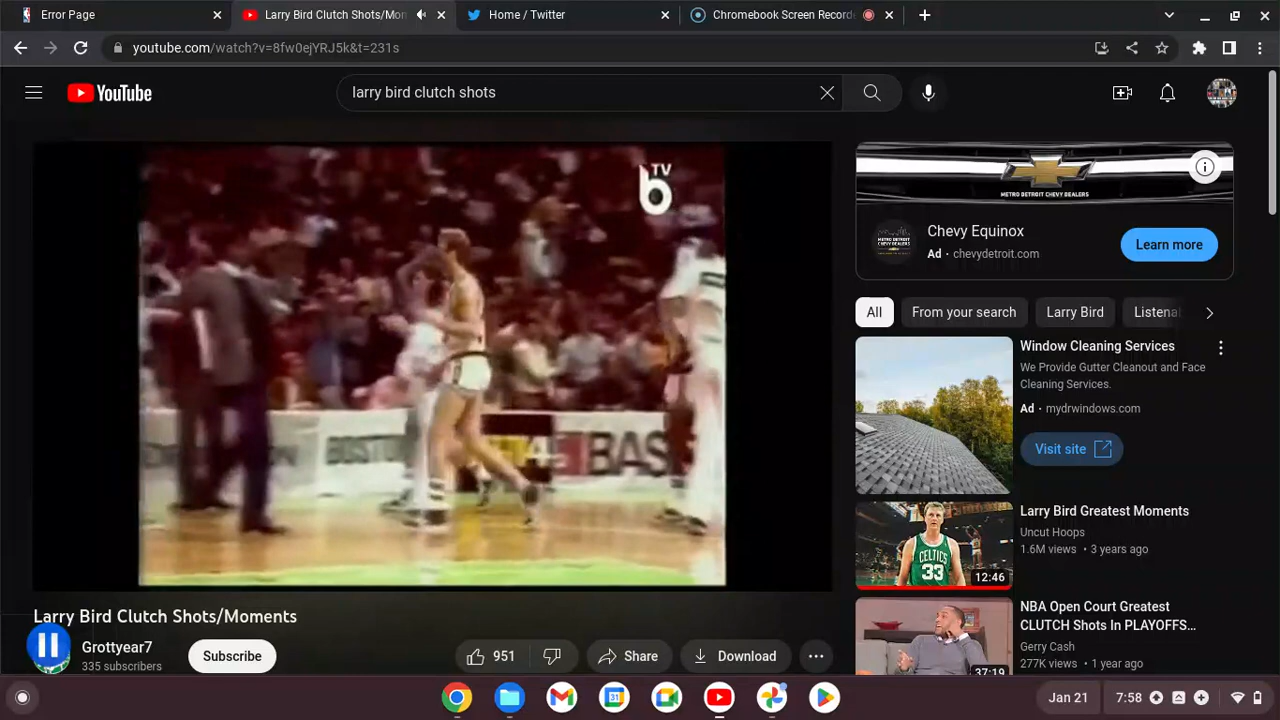 Error Page
Larry Bird Clutch Shots/Mom
Home / Twitter
Chromebook Screen Recorde
youtube.com/watch?v=8fw0ejYRJ5k&t=231s
YouTube
larry bird clutch shots
TV
b
BOSTON
BAS
METRO DETROIT CHEVY DEALERS
Chevy Equinox
Ad · chevydetroit.com
Learn more
All
From your search
Larry Bird
Listena
Window Cleaning Services
We Provide Gutter Cleanout and Face
Cleaning Services.
Ad · mydrwindows.com
Visit site
CELTICS
33
12:46
Larry Bird Greatest Moments
Uncut Hoops
1.6M views • 3 years ago
37:19
NBA Open Court Greatest
CLUTCH Shots In PLAYOFFS...
Gerry Cash
277K views • 1 year ago
Larry Bird Clutch Shots/Moments
Grottyear7
335 subscribers
Subscribe
951
Share
Download
31
Jan 21
7:58